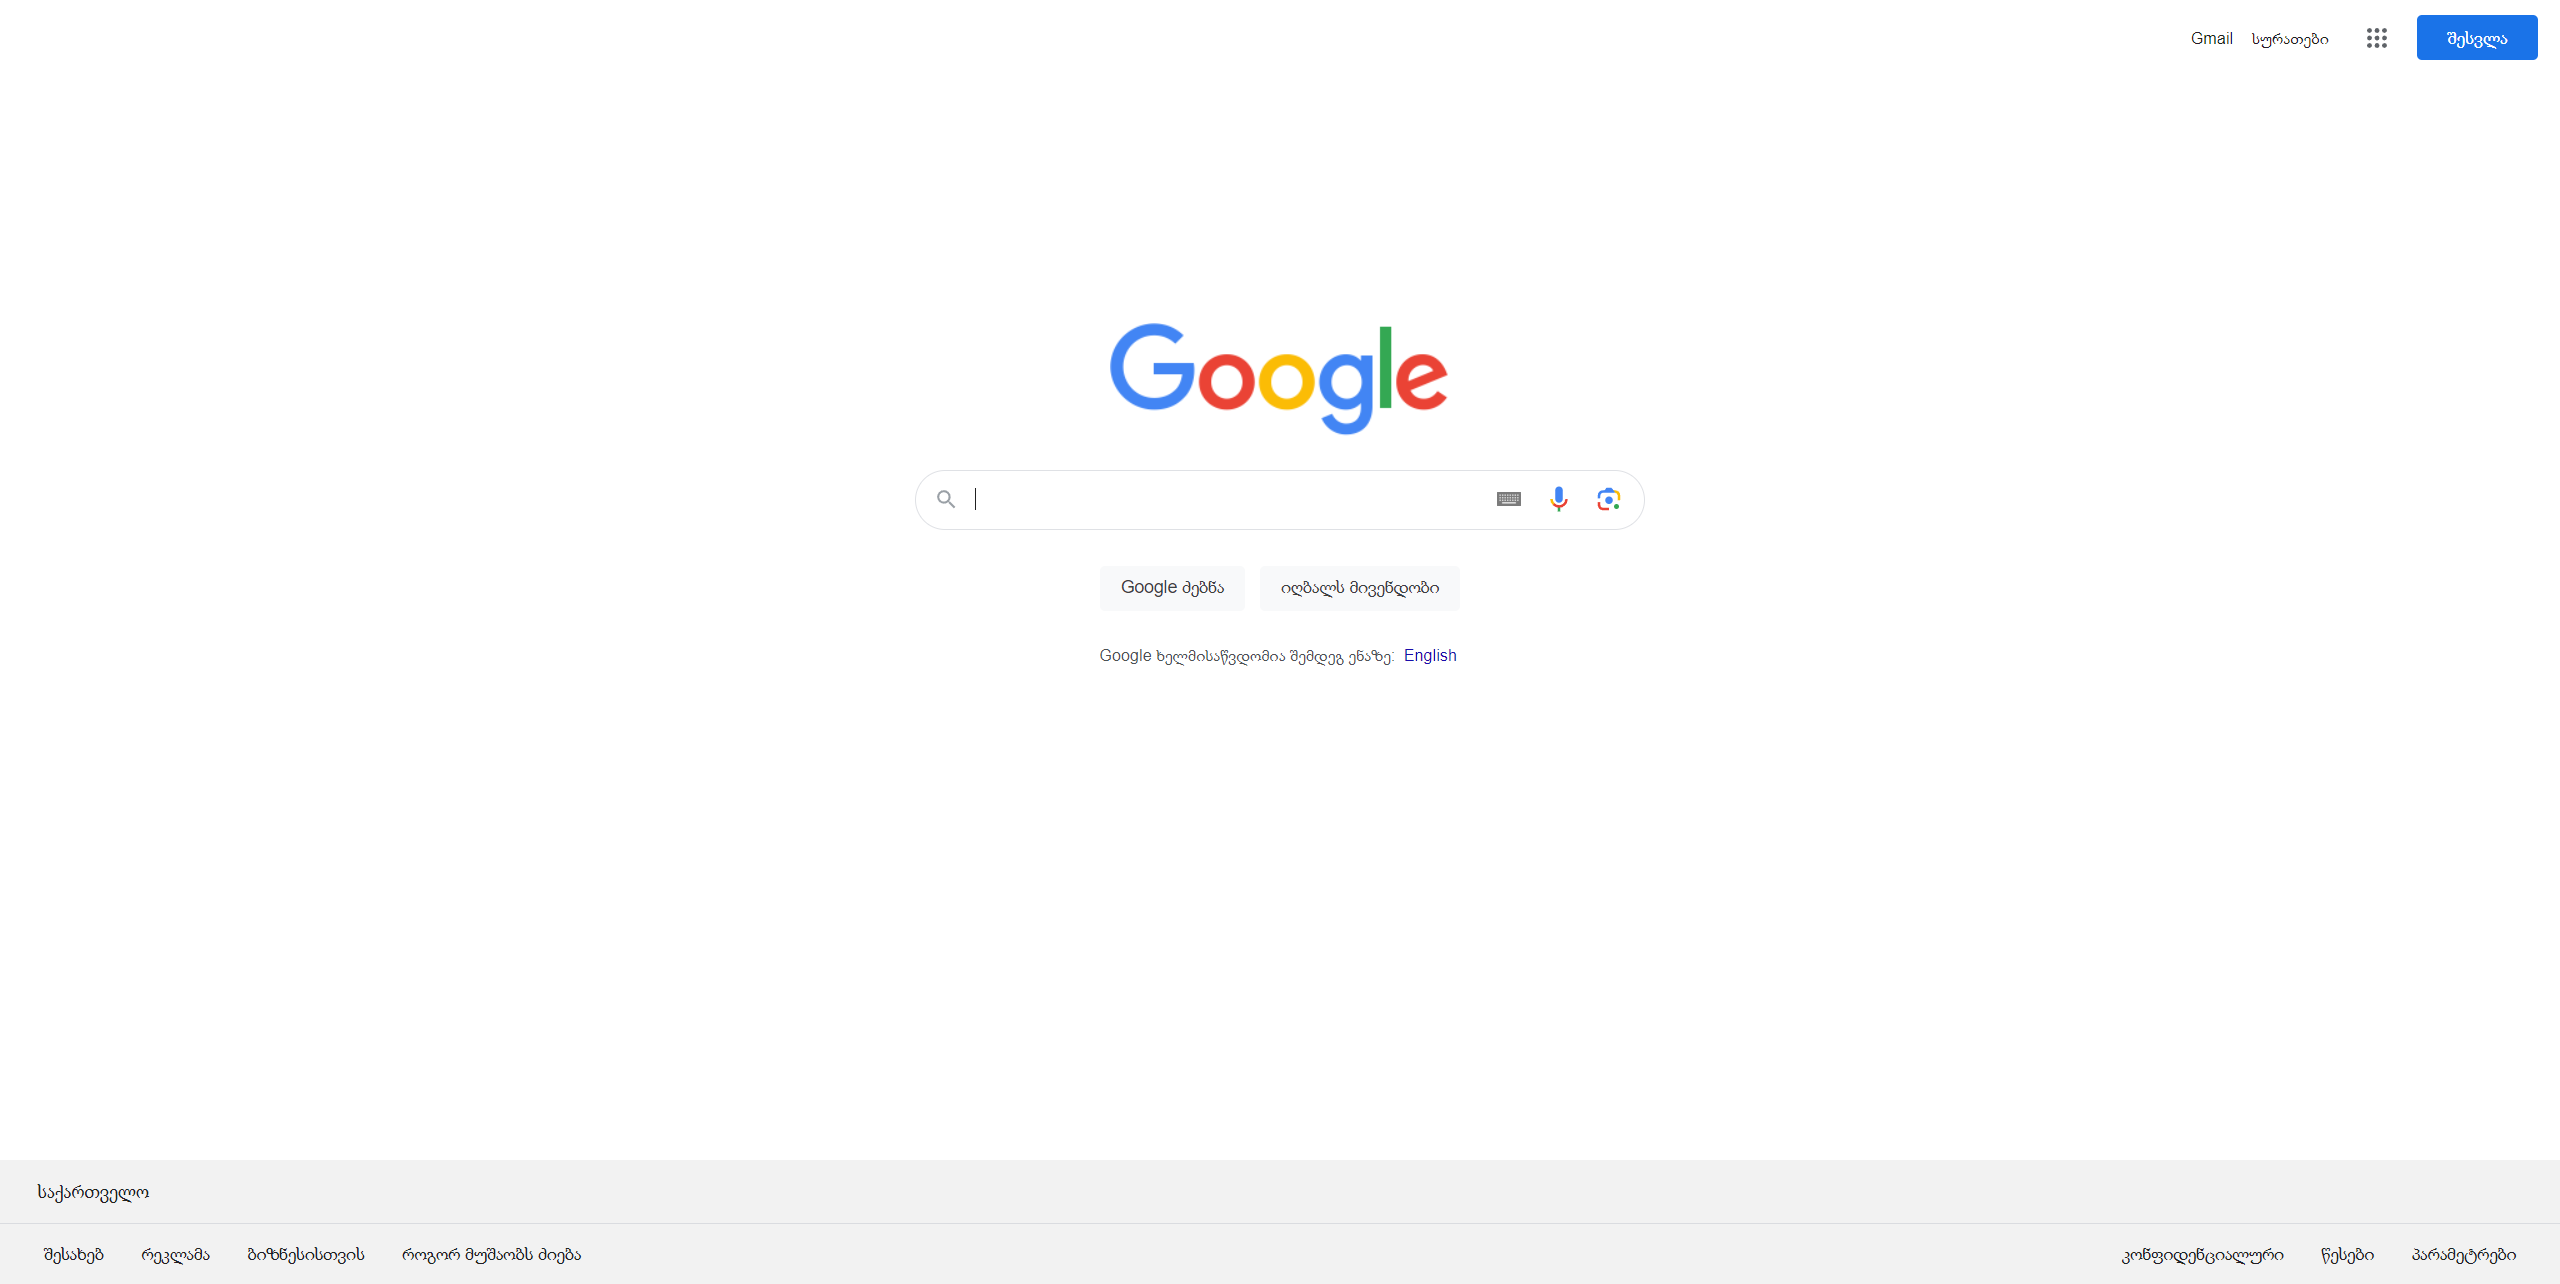 Gmail სურათები შესვლა
Google
Google ძებნა იღბალს მივენდობი
Google ხელმისაწვდომია შემდეგ ენაზე: English
საქართველო
შესახებ რეკლამა ბიზნესისთვის როგორ მუშაობს ძიება კონფიდენციალური წესები პარამეტრები